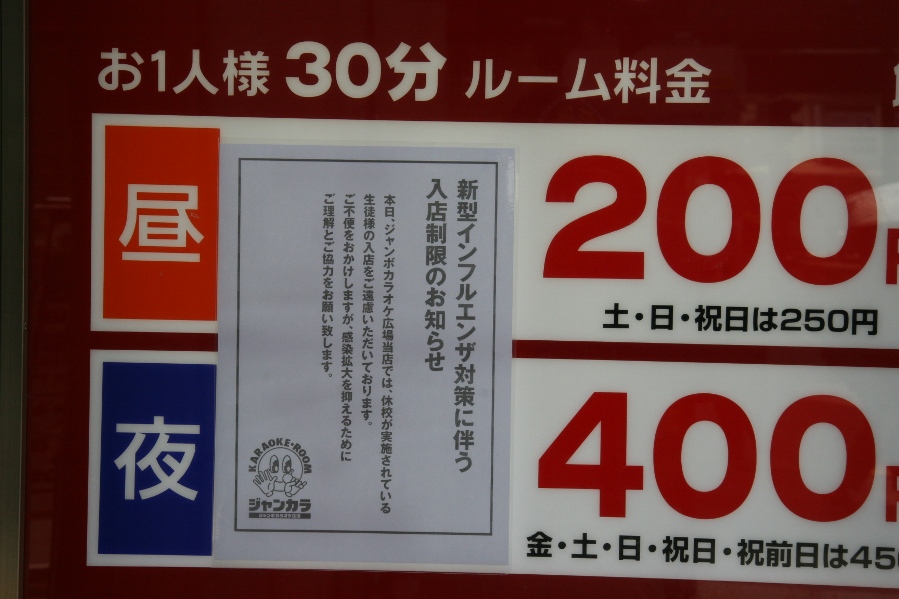 お1人様 30分 ルーム料金
昼
200円
土・日・祝日は250円
夜
400円
金・土・日・祝日・祝前日は450
新型インフルエンザ対策に伴う
入店制限のお知らせ
本日、ジャンボカラオケ広場当店では、休校が実施されている
生徒様の入店をご遠慮いただいております。
ご不便をおかけしますが、感染拡大を抑えるために
ご理解とご協力をお願い致します。
KARAOKE・ROOM
ジャンカラ